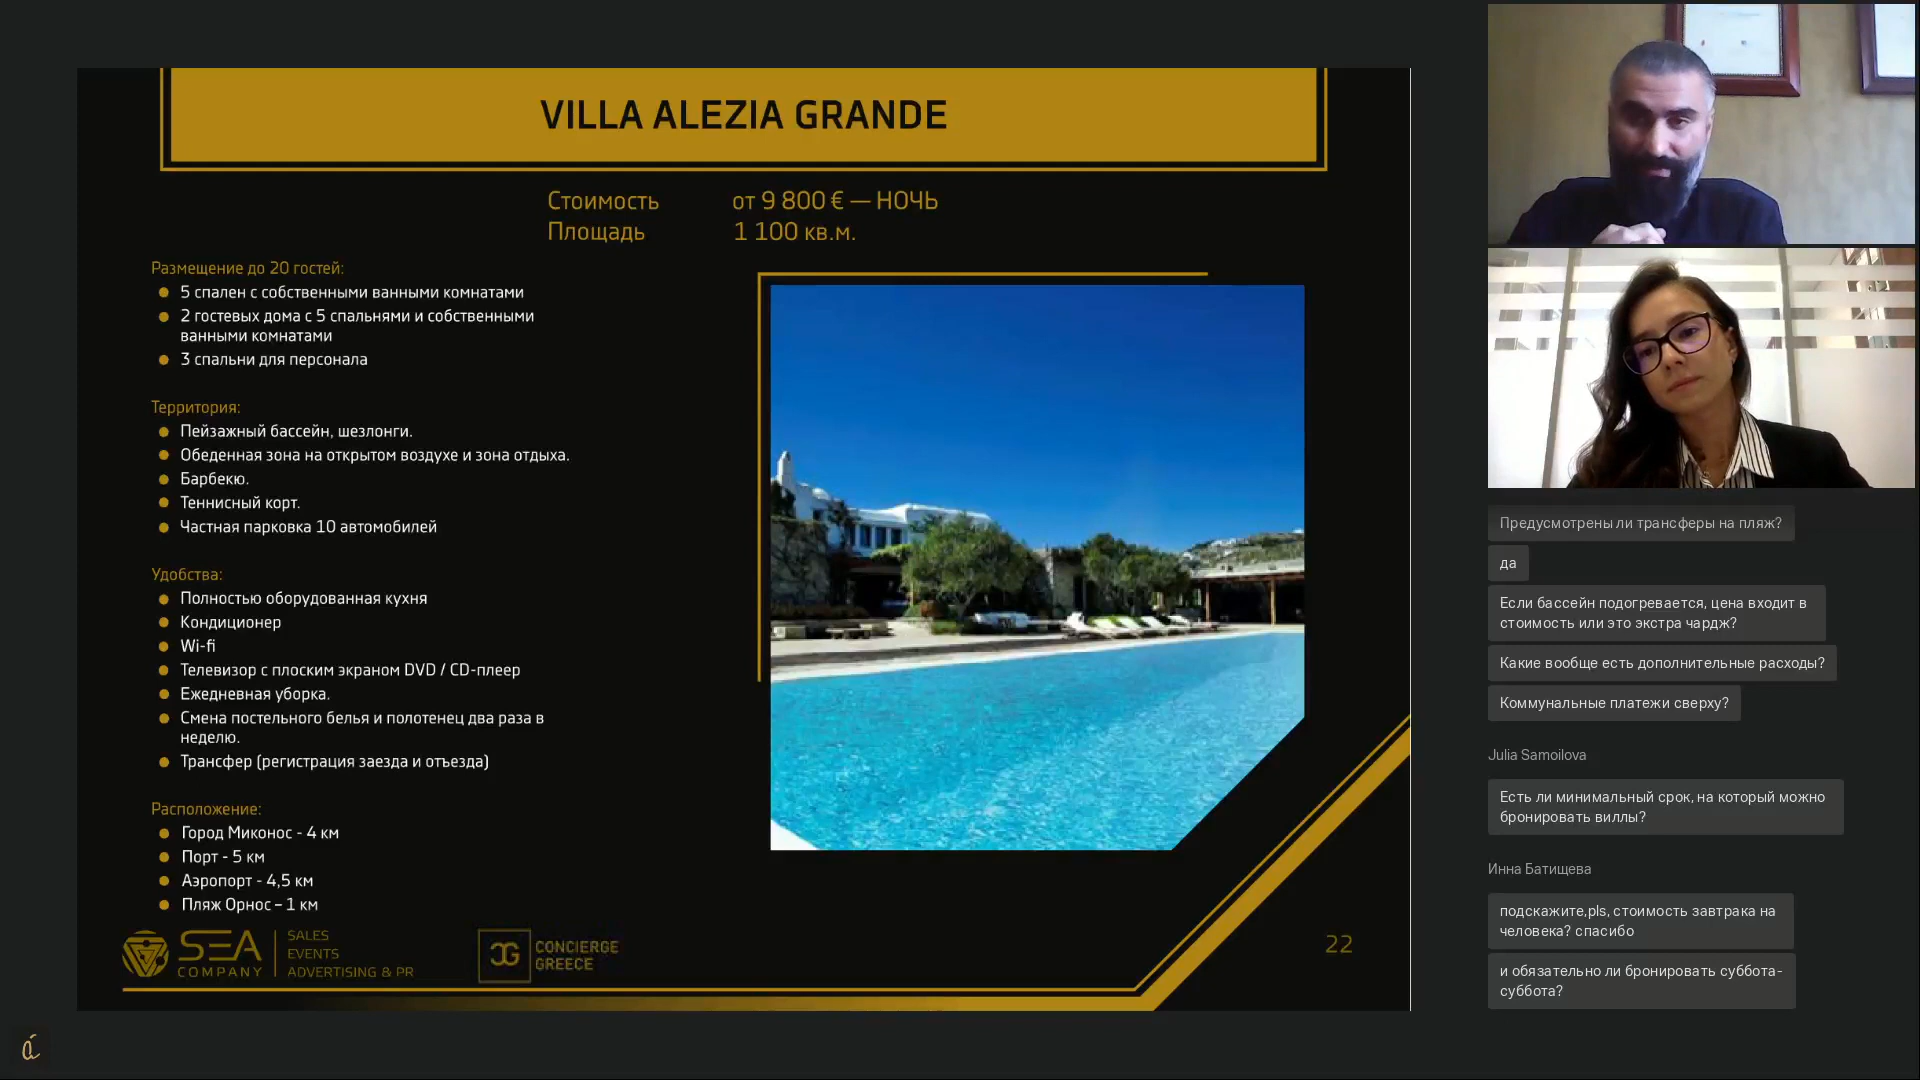 VILLA ALEZIA GRANDE
Стоимость от 9 800 € — НОЧЬ
Площадь 1 100 кв.м.
Размещение до 20 гостей:
5 спален с собственными ванными комнатами
2 гостевых дома с 5 спальнями и собственными
ванными комнатами
3 спальни для персонала
Территория:
Пейзажный бассейн, шезлонги.
Обеденная зона на открытом воздухе и зона отдыха.
Барбекю.
Теннисный корт.
Частная парковка 10 автомобилей
Удобства:
Полностью оборудованная кухня
Кондиционер
Wi-fi
Телевизор с плоским экраном DVD / CD-плеер
Ежедневная уборка.
Смена постельного белья и полотенец два раза в
неделю.
Трансфер (регистрация заезда и отъезда)
Расположение:
Город Миконос - 4 км
Порт - 5 км
Аэропорт - 4,5 км
Пляж Орнос – 1 км
SEA
COMPANY
SALES
EVENTS
ADVERTISING & PR
CG
CONCIERGE
GREECE
22
á
Предусмотрены ли трансферы на пляж?
да
Если бассейн подогревается, цена входит в
стоимость или это экстра чардж?
Какие вообще есть дополнительные расходы?
Коммунальные платежи сверху?
Julia Samoilova
Есть ли минимальный срок, на который можно
бронировать виллы?
Инна Батищева
подскажите,pls, стоимость завтрака на
человека? спасибо
и обязательно ли бронировать суббота-
суббота?